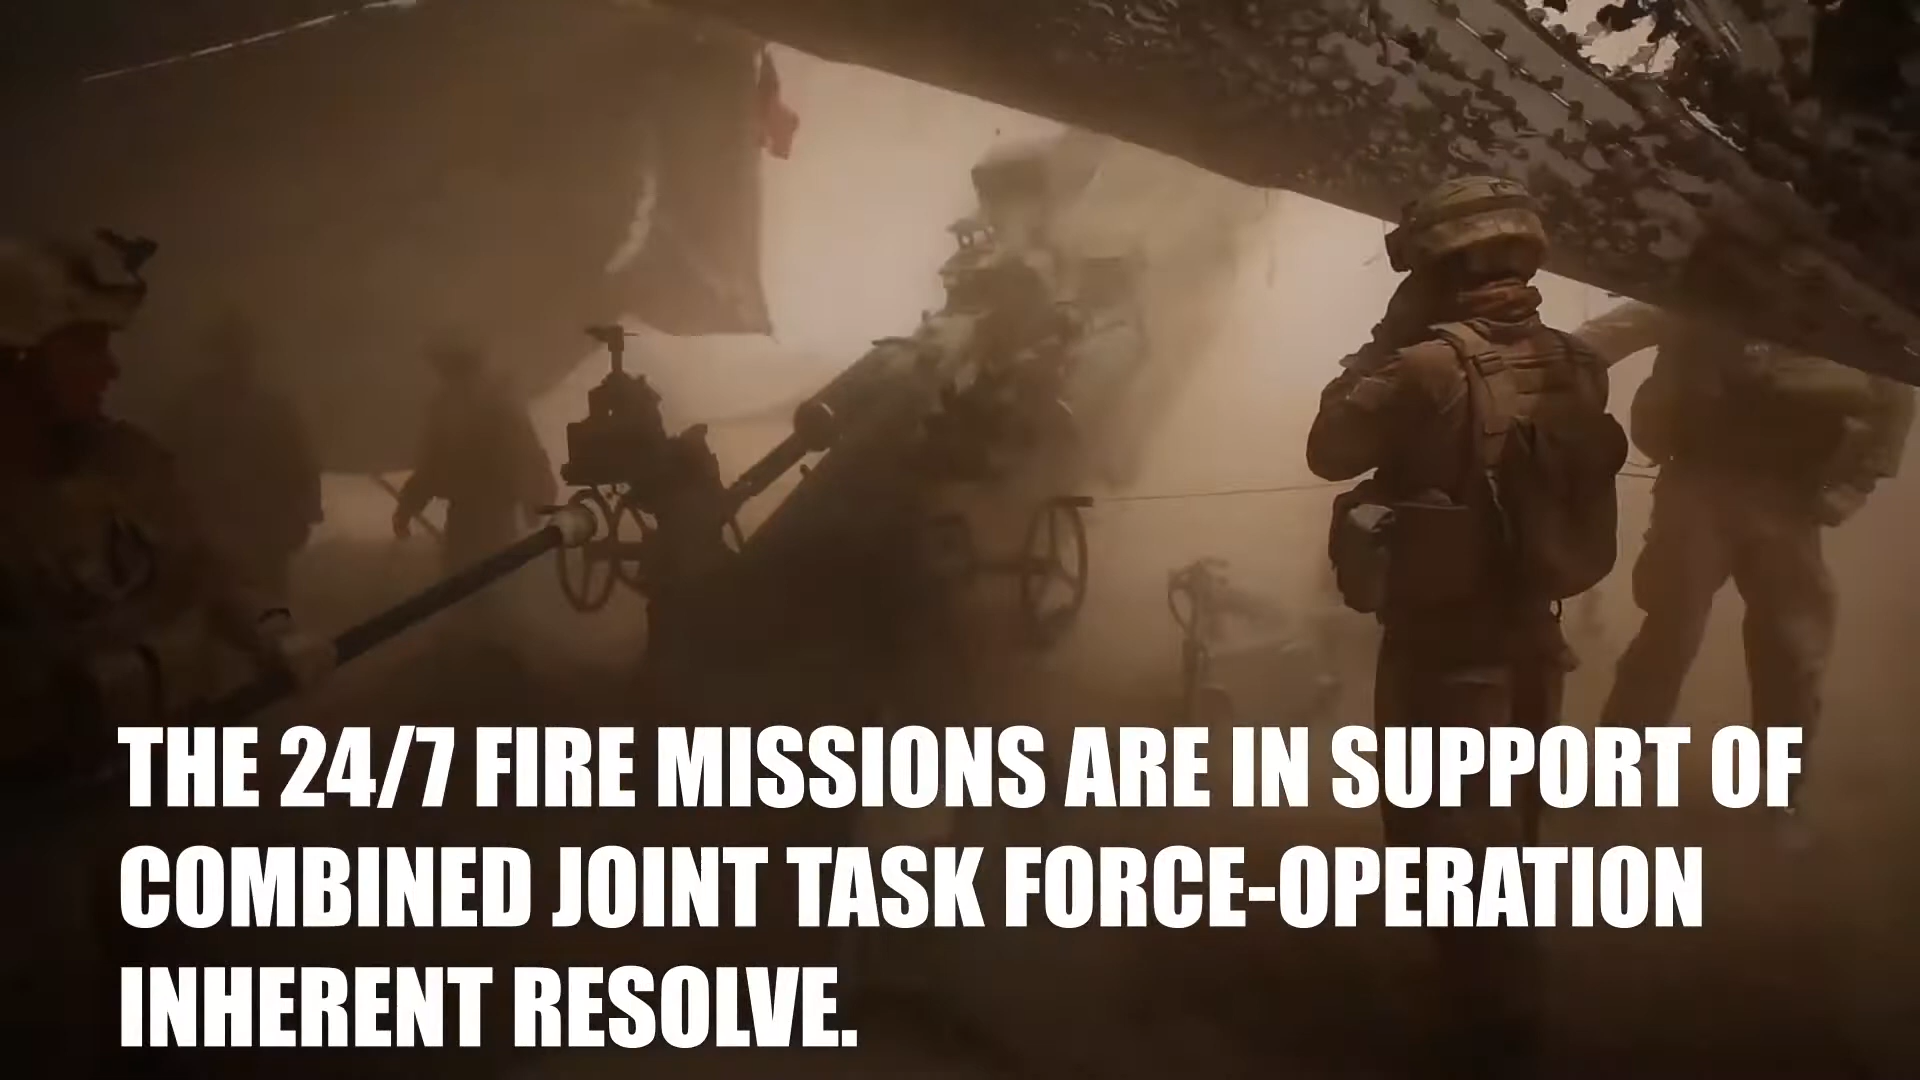 THE 24/7 FIRE MISSIONS ARE IN SUPPORT OF
COMBINED JOINT TASK FORCE-OPERATION
INHERENT RESOLVE.